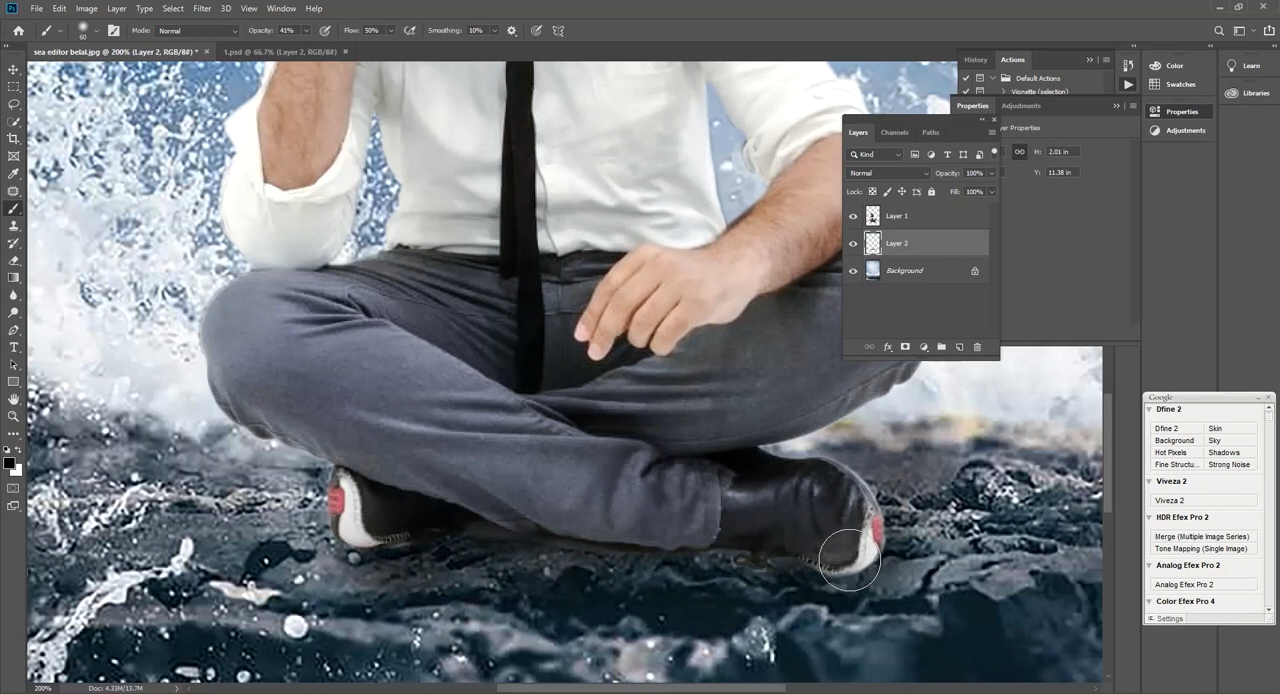 Ps File Edit Image Layer Type Select Filter 3D View Window Help
60 Mode: Normal Opacity: 41% Flow: 50% Smoothing: 10%
sea editor belal.jpg @ 200% (Layer 2, RGB/8#) * × 1.psd @ 66.7% (Layer 2, RGB/8#) ×
History Actions
Default Actions
Vignette (selection)
Properties Adjustments
yer Properties
H: 2.01 in
Y: 11.38 in
Layers Channels Paths
Kind
Normal Opacity: 100%
Lock: Fill: 100%
Layer 1
Layer 2
Background
fx
Color
Swatches
Properties
Adjustments
Learn
Libraries
Google
Dfine 2
Dfine 2 Skin
Background Sky
Hot Pixels Shadows
Fine Structu... Strong Noise
Viveza 2
Viveza 2
HDR Efex Pro 2
Merge (Multiple Image Series)
Tone Mapping (Single Image)
Analog Efex Pro 2
Analog Efex Pro 2
Color Efex Pro 4
Settings
200% Doc: 4.33M/13.7M